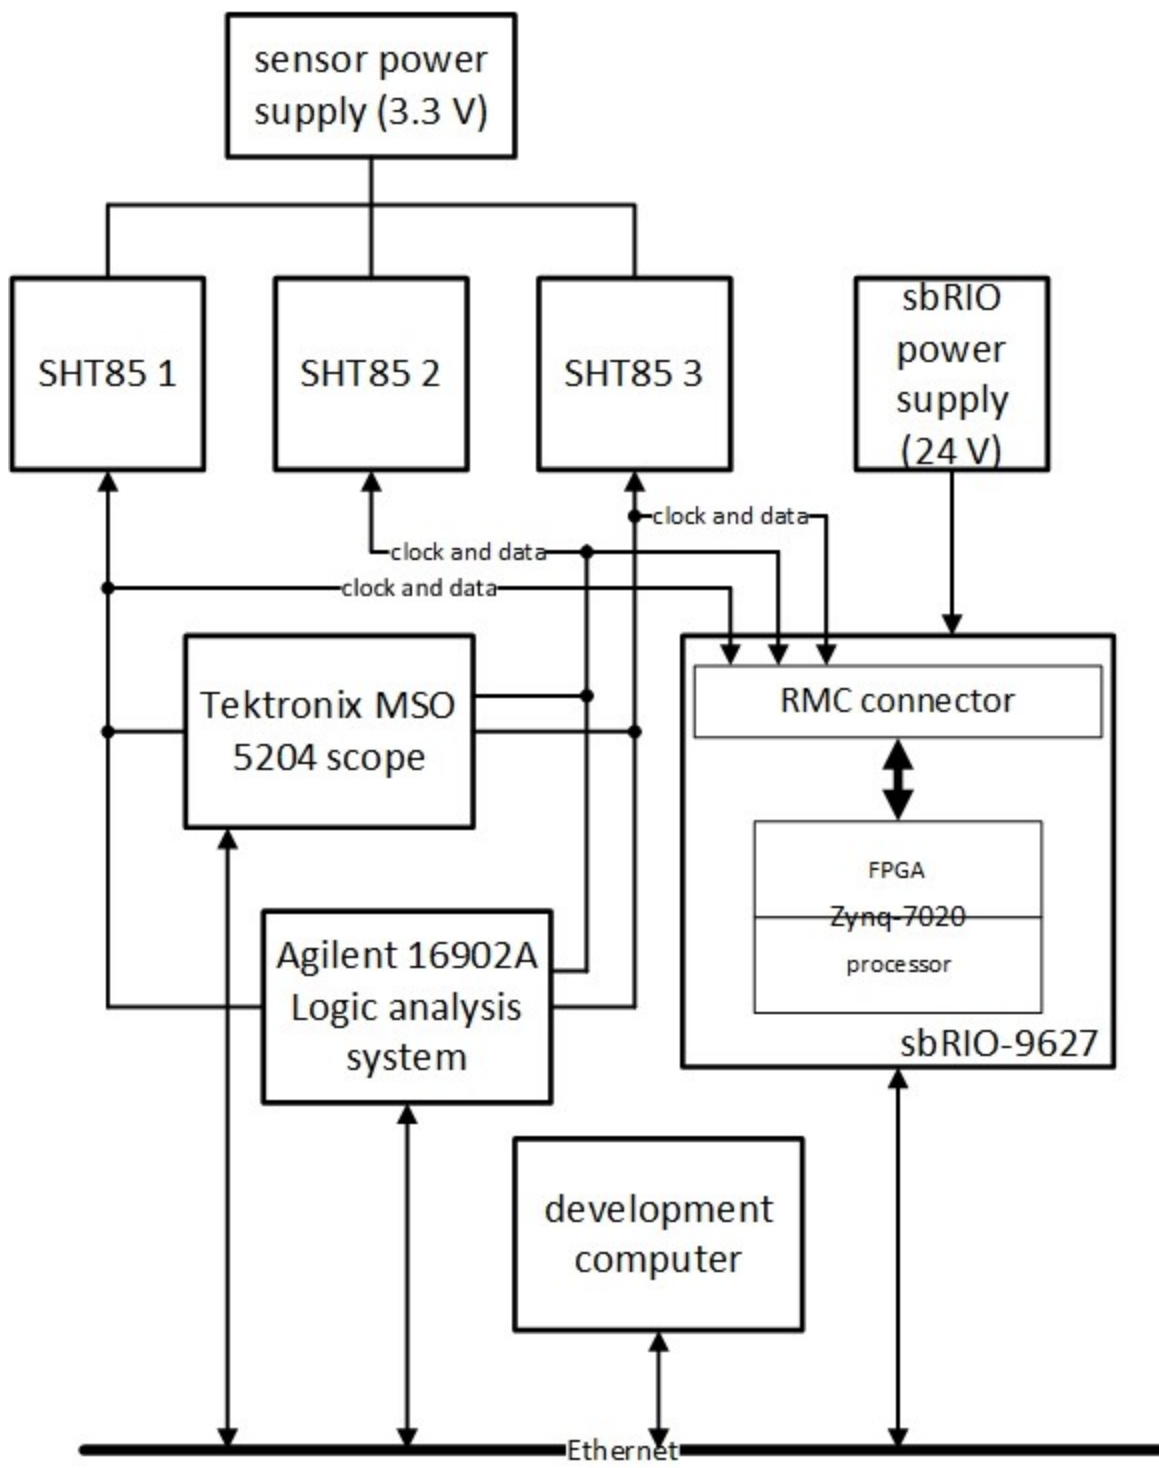 sensor power
supply (3.3 V)
SHT85 1
SHT85 2
SHT85 3
sbRIO
power
supply
(24 V)
clock and data
clock and data
clock and data
Tektronix MSO
5204 scope
RMC connector
FPGA
Zynq-7020
processor
sbRIO-9627
Agilent 16902A
Logic analysis
system
development
computer
Ethernet